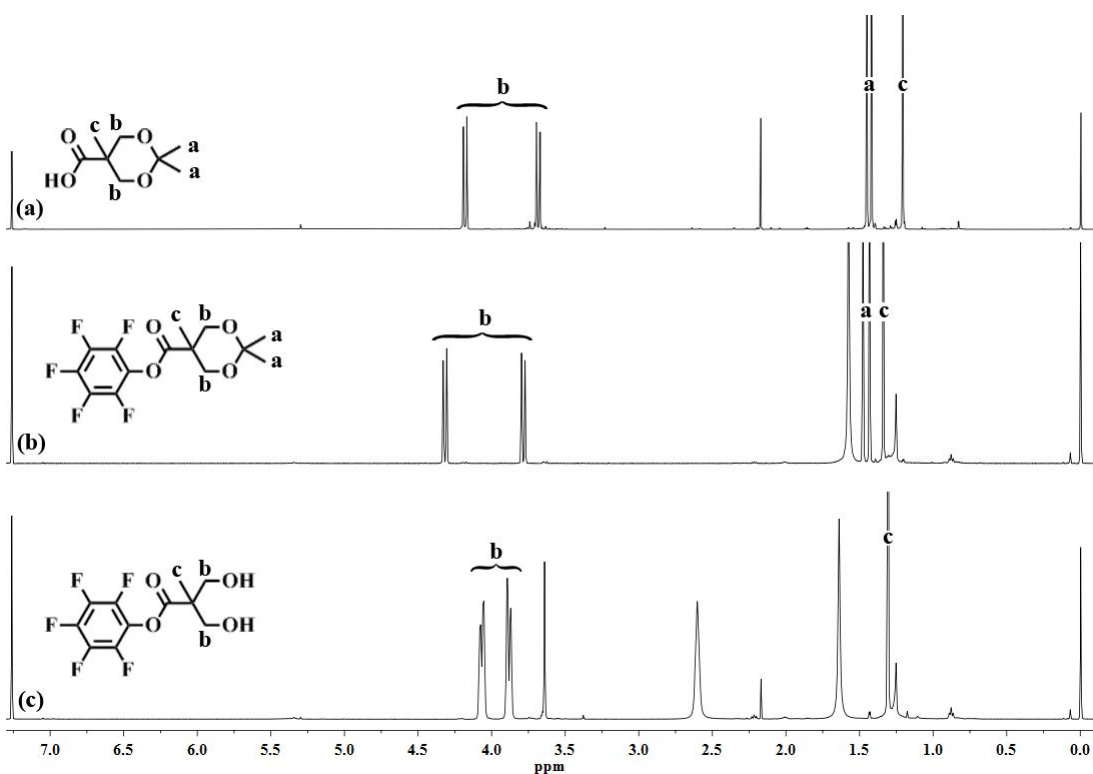 b
a c
c b
O O a
a
HO O
b
(a)
b
a c
F F O c b O a
F O O a
F F b
(b)
b
c
F F O c b OH
F O OH
F F b
(c)
7.0 6.5 6.0 5.5 5.0 4.5 4.0 3.5 3.0 2.5 2.0 1.5 1.0 0.5 0.0
ppm